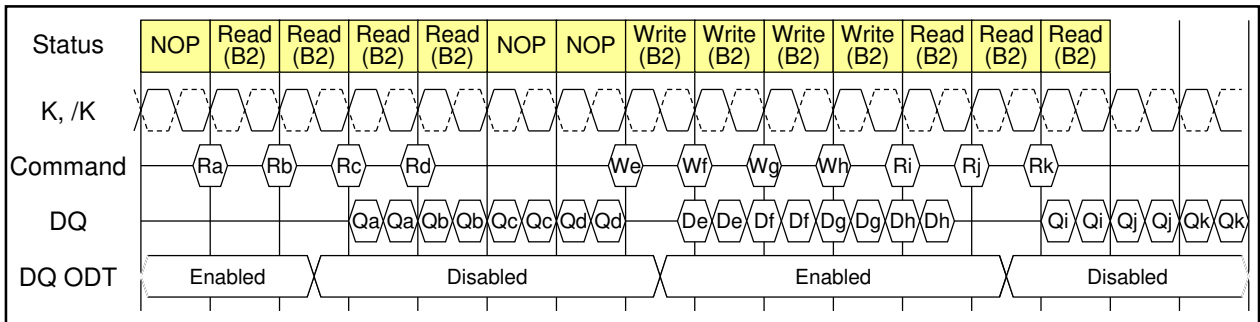 Status NOP Read (B2) Read (B2) Read (B2) Read (B2) NOP NOP Write (B2) Write (B2) Write (B2) Write (B2) Read (B2) Read (B2) Read (B2)
K, /K
Command Ra Rb Rc Rd We Wf Wg Wh Ri Rj Rk
DQ Qa Qa Qb Qb Qc Qc Qd Qd De De Df Df Dg Dg Dh Dh Qi Qi Qj Qj Qk Qk
DQ ODT Enabled Disabled Enabled Disabled